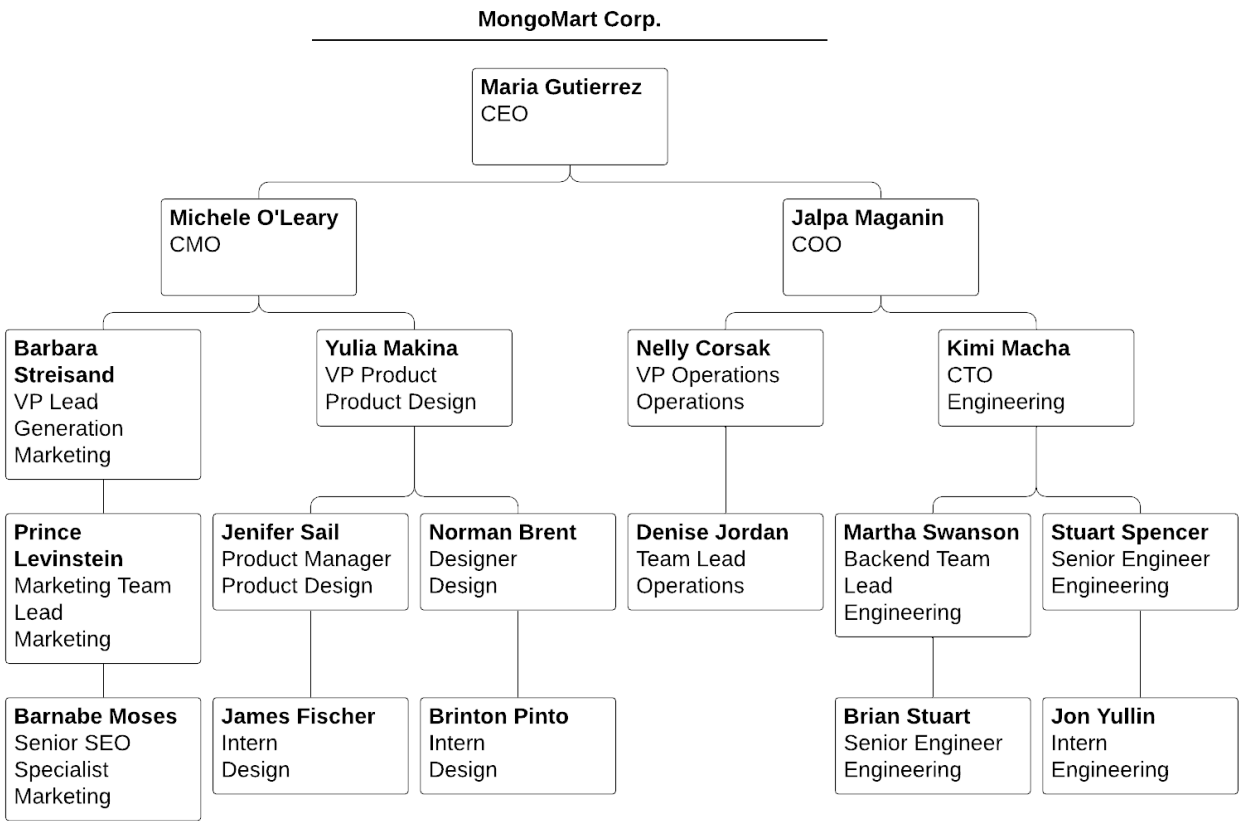 MongoMart Corp.
Maria Gutierrez
CEO
Michele O'Leary
CMO
Jalpa Maganin
COO
Barbara
Streisand
VP Lead
Generation
Marketing
Yulia Makina
VP Product
Product Design
Nelly Corsak
VP Operations
Operations
Kimi Macha
CTO
Engineering
Prince
Levinstein
Marketing Team
Lead
Marketing
Jenifer Sail
Product Manager
Product Design
Norman Brent
Designer
Design
Denise Jordan
Team Lead
Operations
Martha Swanson
Backend Team
Lead
Engineering
Stuart Spencer
Senior Engineer
Engineering
Barnabe Moses
Senior SEO
Specialist
Marketing
James Fischer
Intern
Design
Brinton Pinto
Intern
Design
Brian Stuart
Senior Engineer
Engineering
Jon Yullin
Intern
Engineering